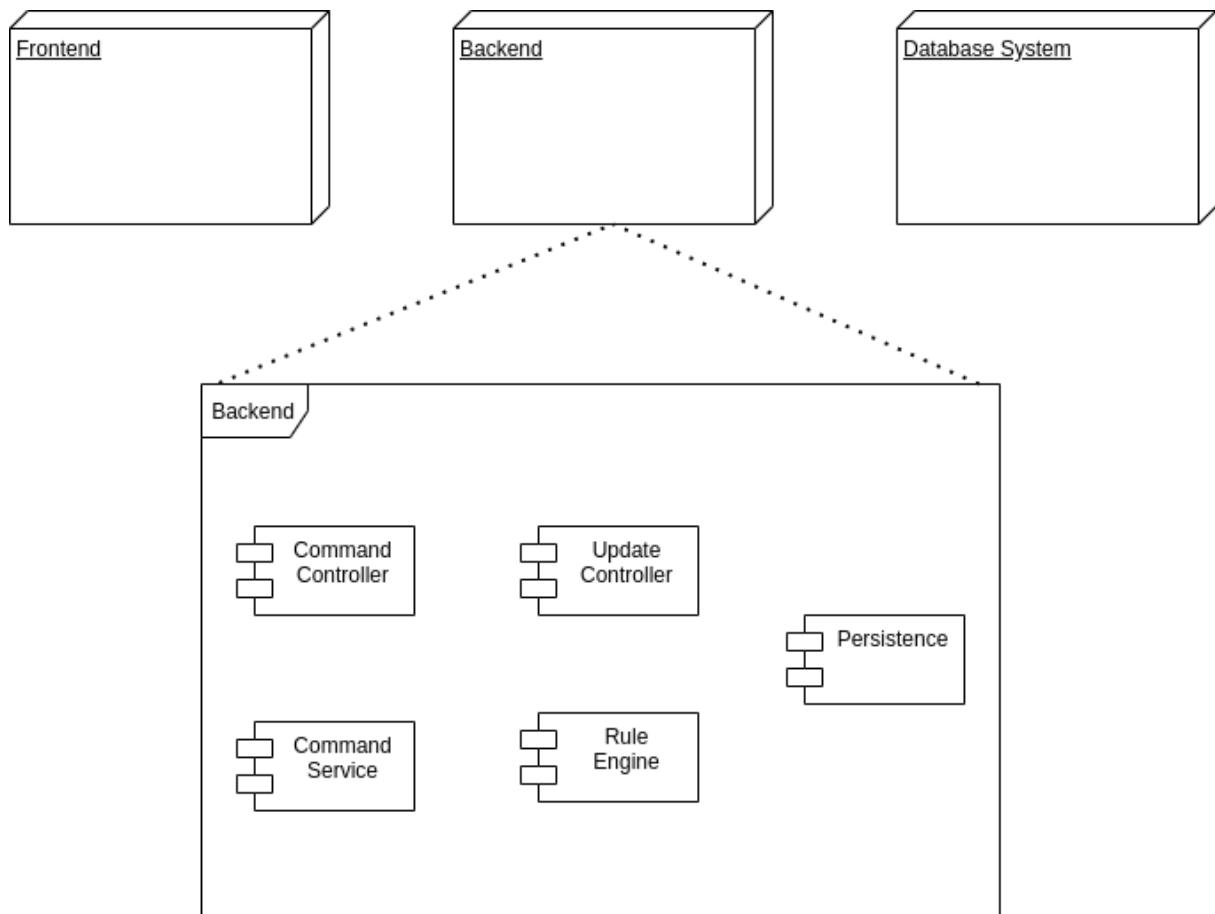 Frontend
Backend
Database System
Backend
Command
Controller
Update
Controller
Persistence
Command
Service
Rule
Engine